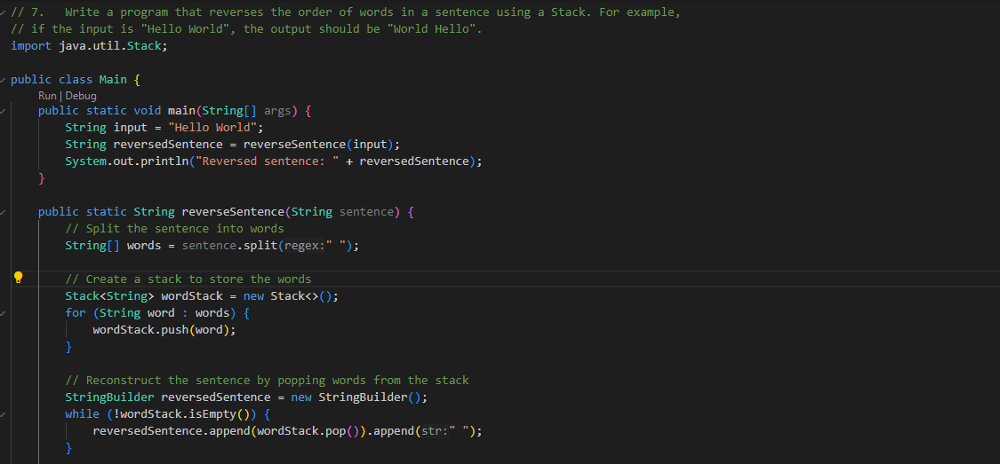 // 7.   Write a program that reverses the order of words in a sentence using a Stack. For example,
// if the input is "Hello World", the output should be "World Hello".
import java.util.Stack;
public class Main {
Run | Debug
    public static void main(String[] args) {
        String input = "Hello World";
        String reversedSentence = reverseSentence(input);
        System.out.println("Reversed sentence: " + reversedSentence);
    }
    public static String reverseSentence(String sentence) {
        // Split the sentence into words
        String[] words = sentence.split(regex:" ");
        // Create a stack to store the words
        Stack<String> wordStack = new Stack<>();
        for (String word : words) {
            wordStack.push(word);
        }
        // Reconstruct the sentence by popping words from the stack
        StringBuilder reversedSentence = new StringBuilder();
        while (!wordStack.isEmpty()) {
            reversedSentence.append(wordStack.pop()).append(str:" ");
        }